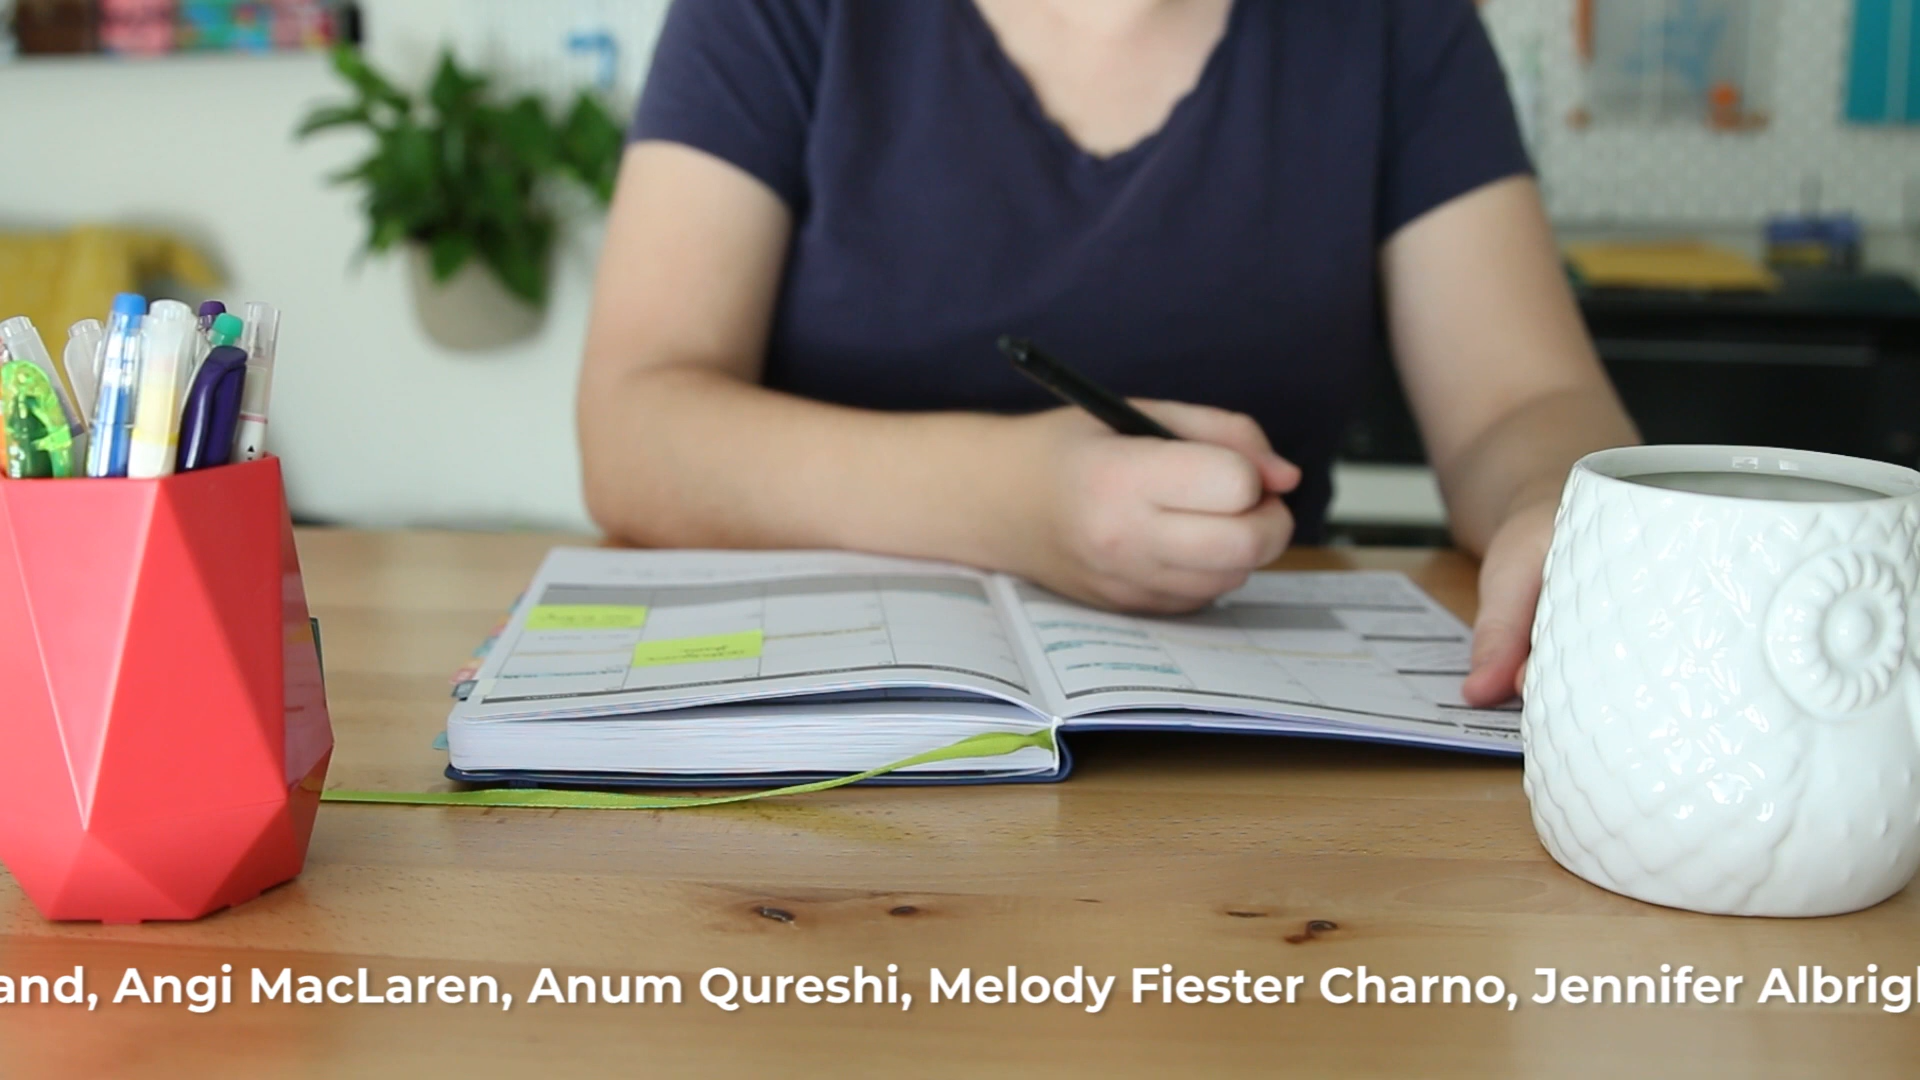 and, Angi MacLaren, Anum Qureshi, Melody Fiester Charno, Jennifer Albrig